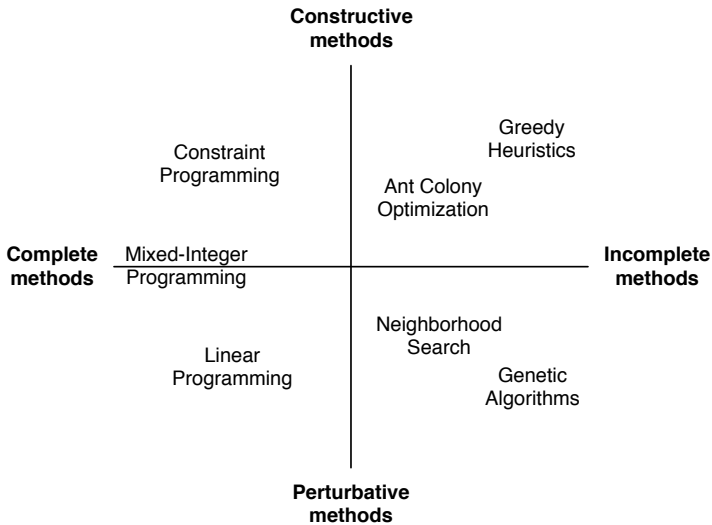 Constructive
methods
Greedy
Heuristics
Constraint
Programming
Ant Colony
Optimization
Complete
methods
Mixed-Integer
Programming
Incomplete
methods
Neighborhood
Search
Linear
Programming
Genetic
Algorithms
Perturbative
methods